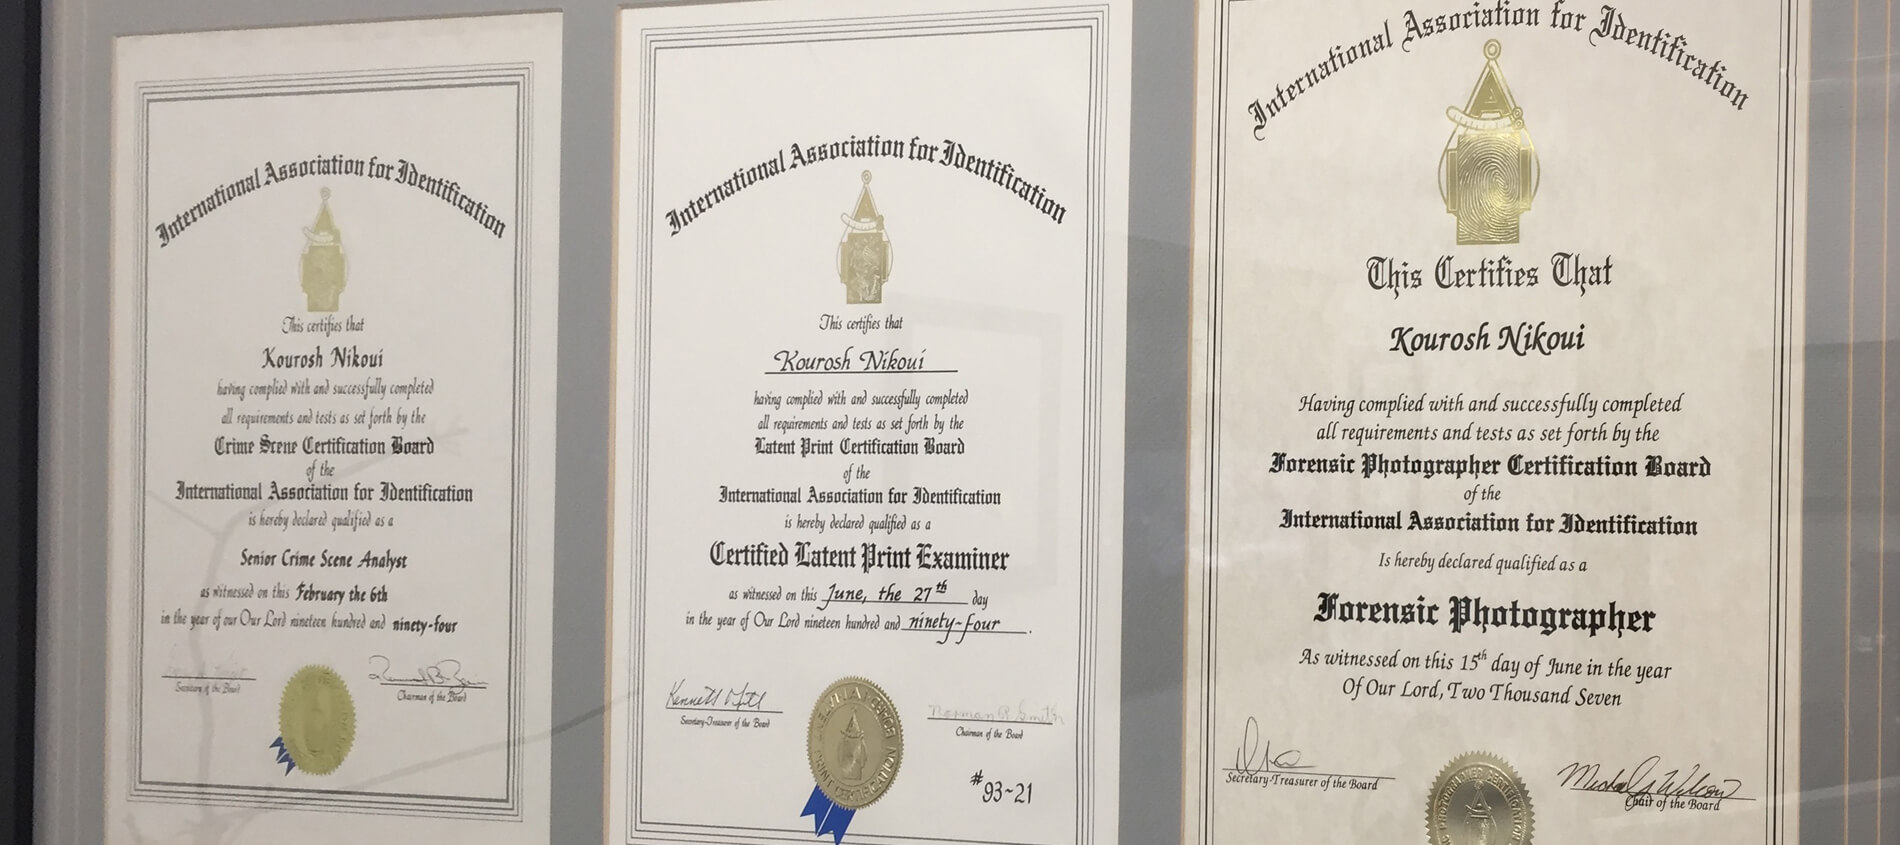 International Association for Identification
This certifies that
Kourosh Nikoui
having complied with and successfully completed
all requirements and tests as set forth by the
Crime Scene Certification Board
of the
International Association for Identification
is hereby declared qualified as a
Senior Crime Scene Analyst
as witnessed on this February the 6th
in the year of our Our Lord nineteen hundred and ninety-four
Secretary of the Board
Chairman of the Board
International Association for Identification
This certifies that
Kourosh Nikoui
having complied with and successfully completed
all requirements and tests as set forth by the
Latent Print Certification Board
of the
International Association for Identification
is hereby declared qualified as a
Certified Latent Print Examiner
as witnessed on this June, the 27th day
in the year of Our Lord nineteen hundred and ninety-four.
Kenneth
Norman R. Smith
Secretary-Treasurer of the Board
Chairman of the Board
#93-21
International Association for Identification
This Certifies That
Kourosh Nikoui
Having complied with and successfully completed
all requirements and tests as set forth by the
Forensic Photographer Certification Board
of the
International Association for Identification
Is hereby declared qualified as a
Forensic Photographer
As witnessed on this 15th day of June in the year
Of Our Lord, Two Thousand Seven
Secretary-Treasurer of the Board
Chair of the Board